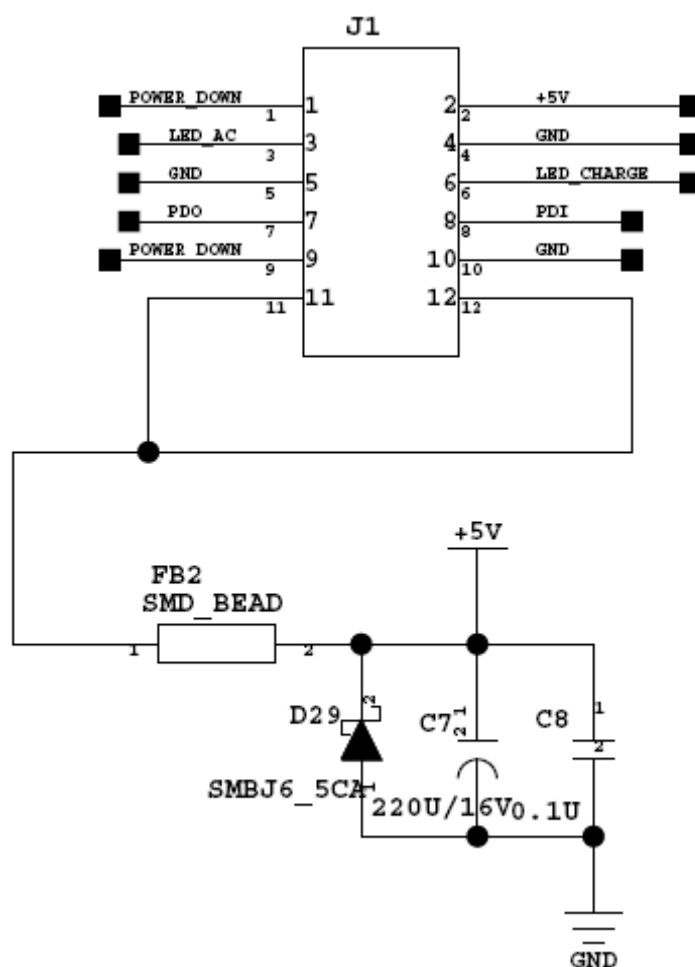 J1
POWER_DOWN 1 1 2 2 +5V
LED_AC 3 3 4 4 GND
GND 5 5 6 6 LED_CHARGE
PDO 7 7 8 8 PDI
POWER_DOWN 9 9 10 10 GND
11 11 12 12
+5V
FB2
SMD_BEAD
1 2
D29 2 C7 1 2 C8 1 2
SMBJ6_5CA 1 220U/16V 0.1U
GND